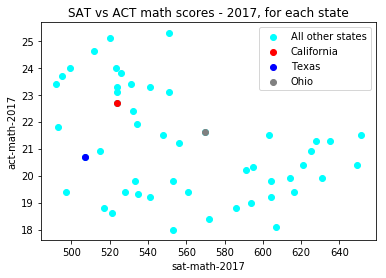 SAT vs ACT math scores - 2017, for each state
All other states
California
Texas
Ohio
act-math-2017
25
24
23
22
21
20
19
18
500
520
540
560
580
600
620
640
sat-math-2017